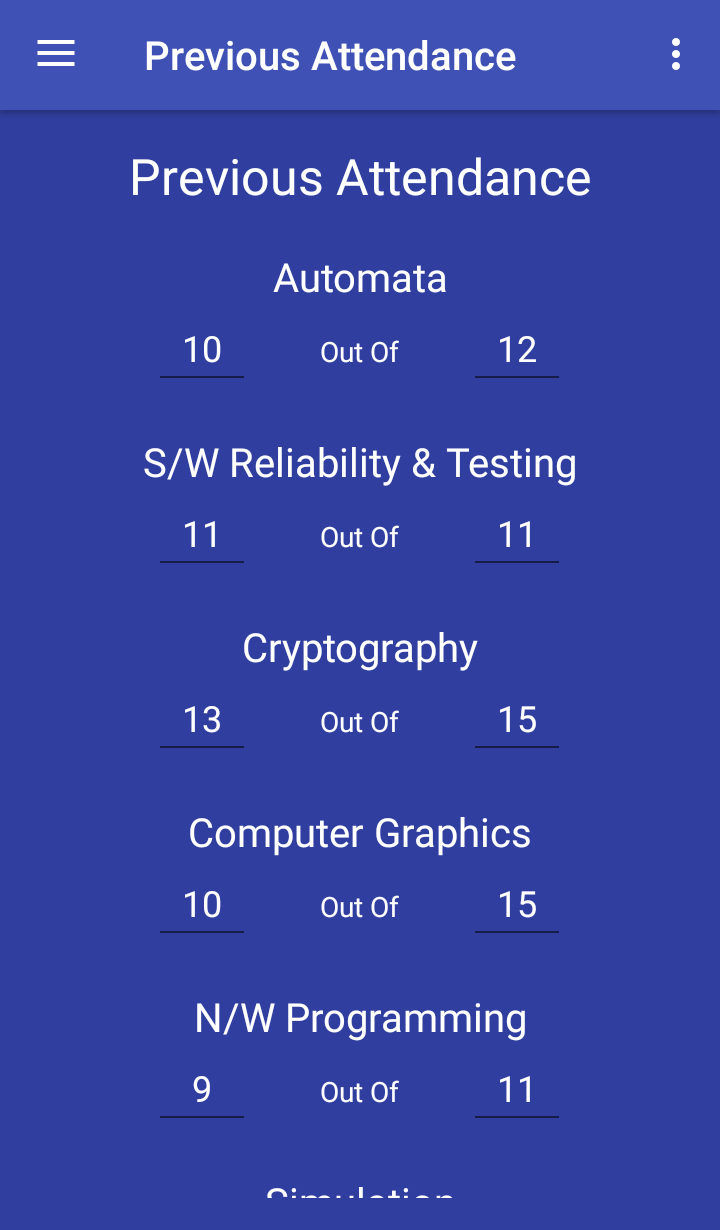 Previous Attendance
Previous Attendance
Automata
10 Out Of 12
S/W Reliability & Testing
11 Out Of 11
Cryptography
13 Out Of 15
Computer Graphics
10 Out Of 15
N/W Programming
9 Out Of 11
Simulation